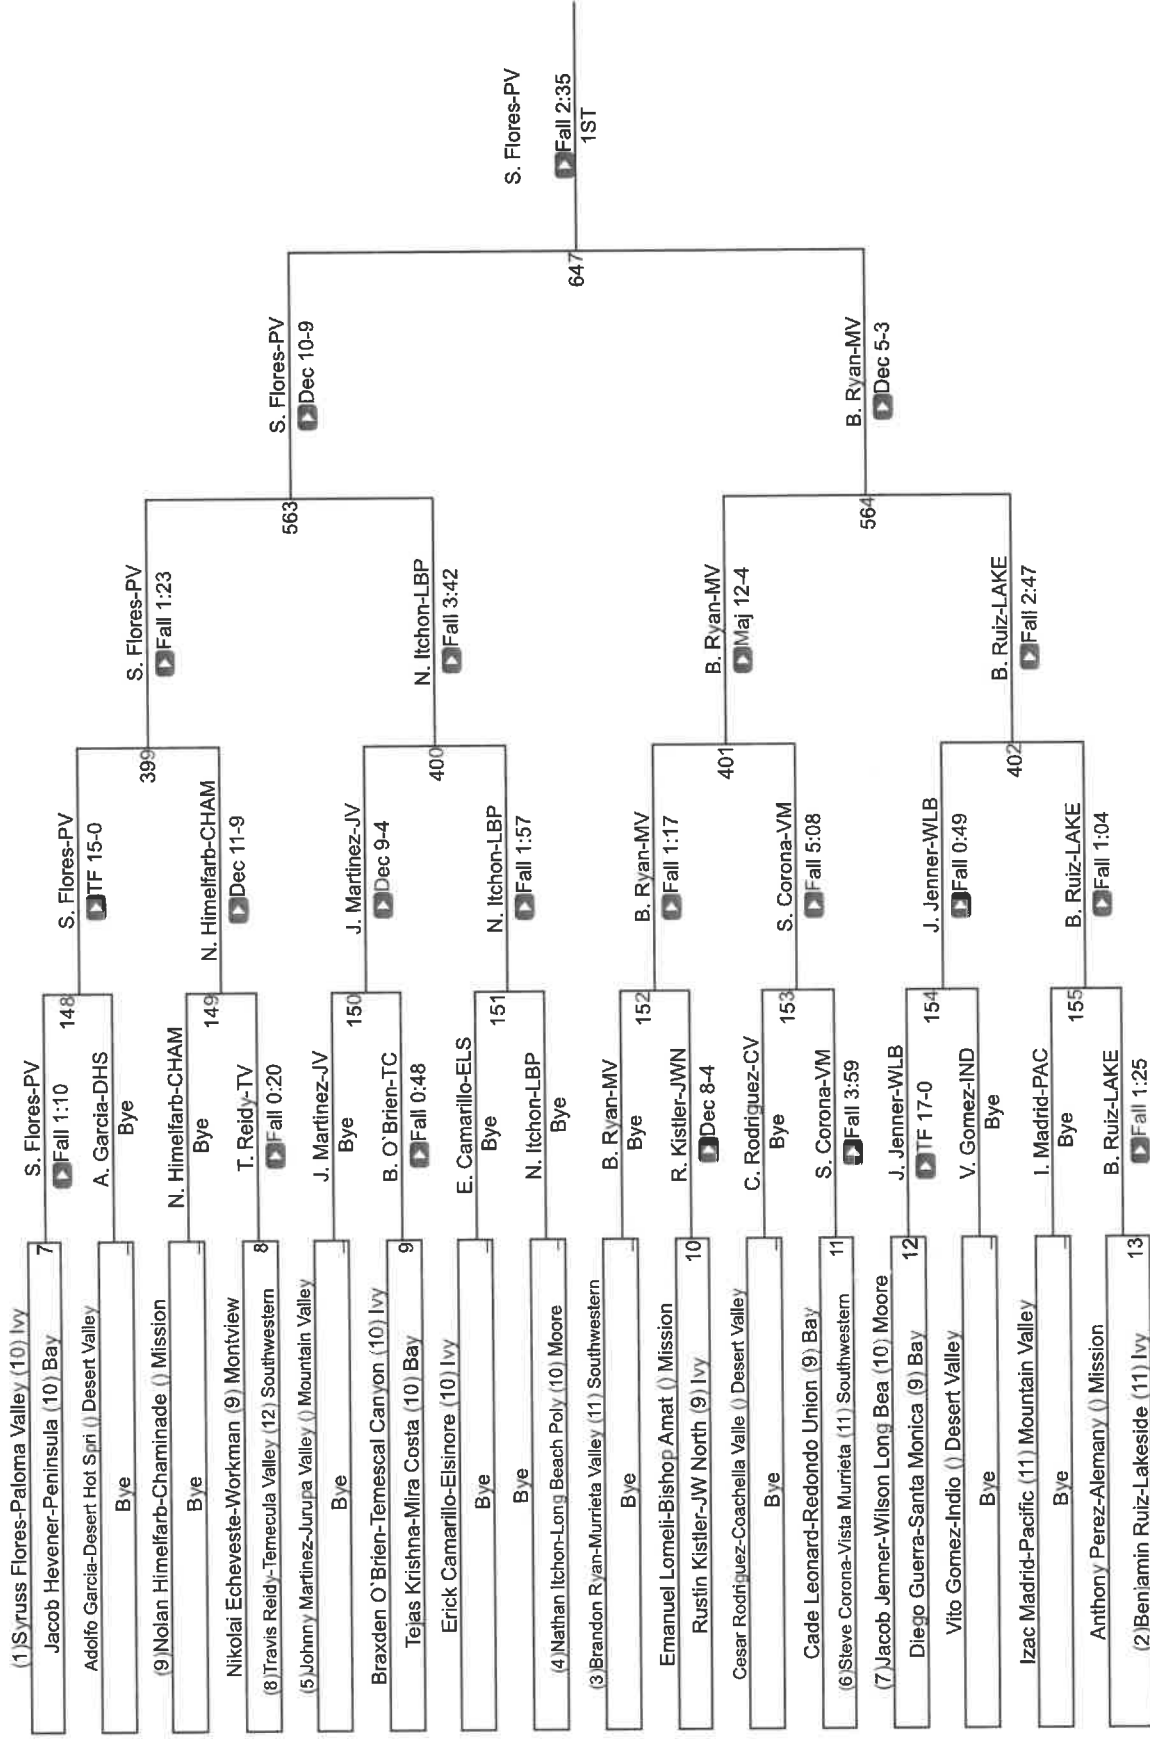 (1)Syruss Flores-Paloma Valley (10) Ivy
7
Jacob Hevener-Peninsula (10) Bay
Adolfo Garcia-Desert Hot Spri () Desert Valley
Bye
(9)Nolan Himelfarb-Chaminade () Mission
Bye
Nikolai Echeveste-Workman (9) Montview
8
(8)Travis Reidy-Temecula Valley (12) Southwestern
(5)Johnny Martinez-Jurupa Valley () Mountain Valley
Bye
Braxden O`Brien-Temescal Canyon (10) Ivy
9
Tejas Krishna-Mira Costa (10) Bay
Erick Camarillo-Elsinore (10) Ivy
Bye
Bye
(4)Nathan Itchon-Long Beach Poly (10) Moore
(3)Brandon Ryan-Murrieta Valley (11) Southwestern
Bye
Emanuel Lomeli-Bishop Amat () Mission
10
Rustin Kistler-JW North (9) Ivy
Cesar Rodriguez-Coachella Valle () Desert Valley
Bye
Cade Leonard-Redondo Union (9) Bay
11
(6)Steve Corona-Vista Murrieta (11) Southwestern
(7)Jacob Jenner-Wilson Long Bea (10) Moore
12
Diego Guerra-Santa Monica (9) Bay
Vito Gomez-Indio () Desert Valley
Bye
Izac Madrid-Pacific (11) Mountain Valley
Bye
Anthony Perez-Alemany () Mission
13
(2)Benjamin Ruiz-Lakeside (11) Ivy
S. Flores-PV
Fall 1:10
148
A. Garcia-DHS
Bye
N. Himelfarb-CHAM
Bye
149
T. Reidy-TV
Fall 0:20
J. Martinez-JV
Bye
150
B. O`Brien-TC
Fall 0:48
E. Camarillo-ELS
Bye
151
N. Itchon-LBP
Bye
B. Ryan-MV
Bye
152
R. Kistler-JWN
Dec 8-4
C. Rodriguez-CV
Bye
153
S. Corona-VM
Fall 3:59
J. Jenner-WLB
TF 17-0
154
V. Gomez-IND
Bye
I. Madrid-PAC
Bye
155
B. Ruiz-LAKE
Fall 1:25
S. Flores-PV
TF 15-0
399
N. Himelfarb-CHAM
Dec 11-9
J. Martinez-JV
Dec 9-4
400
N. Itchon-LBP
Fall 1:57
B. Ryan-MV
Fall 1:17
401
S. Corona-VM
Fall 5:08
J. Jenner-WLB
Fall 0:49
402
B. Ruiz-LAKE
Fall 1:04
S. Flores-PV
Fall 1:23
563
N. Itchon-LBP
Fall 3:42
B. Ryan-MV
Maj 12-4
564
B. Ruiz-LAKE
Fall 2:47
S. Flores-PV
Dec 10-9
647
B. Ryan-MV
Dec 5-3
S. Flores-PV
Fall 2:35
1ST